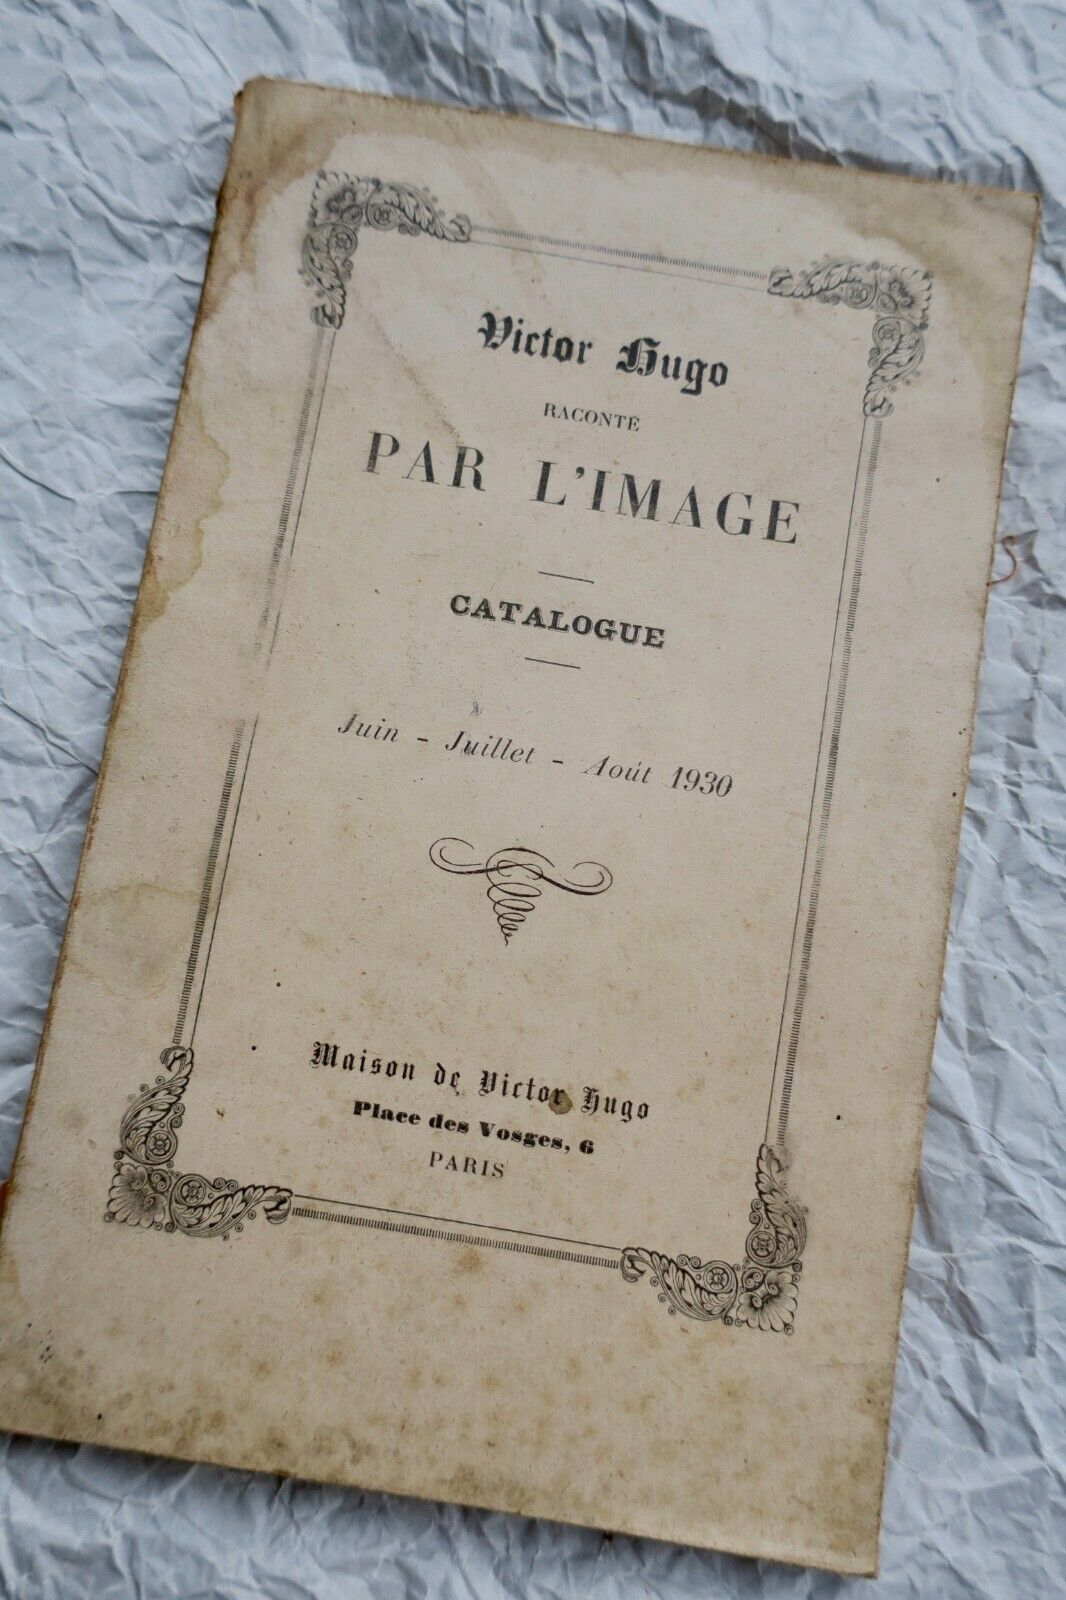 Victor Hugo
RACONTÉ
PAR L'IMAGE
CATALOGUE
Juin - Juillet - Août 1930
Maison de Victor Hugo
Place des Vosges, 6
PARIS